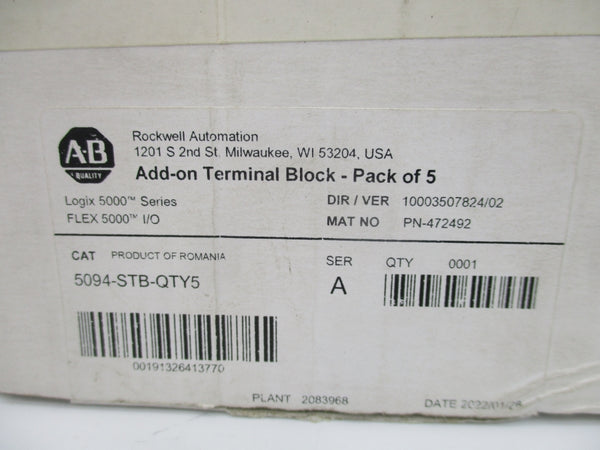 A-B
QUALITY
Rockwell Automation
1201 S 2nd St. Milwaukee, WI 53204, USA
Add-on Terminal Block - Pack of 5
Logix 5000™ Series
DIR / VER 10003507824/02
FLEX 5000™ I/O
MAT NO PN-472492
CAT PRODUCT OF ROMANIA
SER QTY 0001
5094-STB-QTY5
A
00191326413770
PLANT 2083968
DATE 2022/01/26